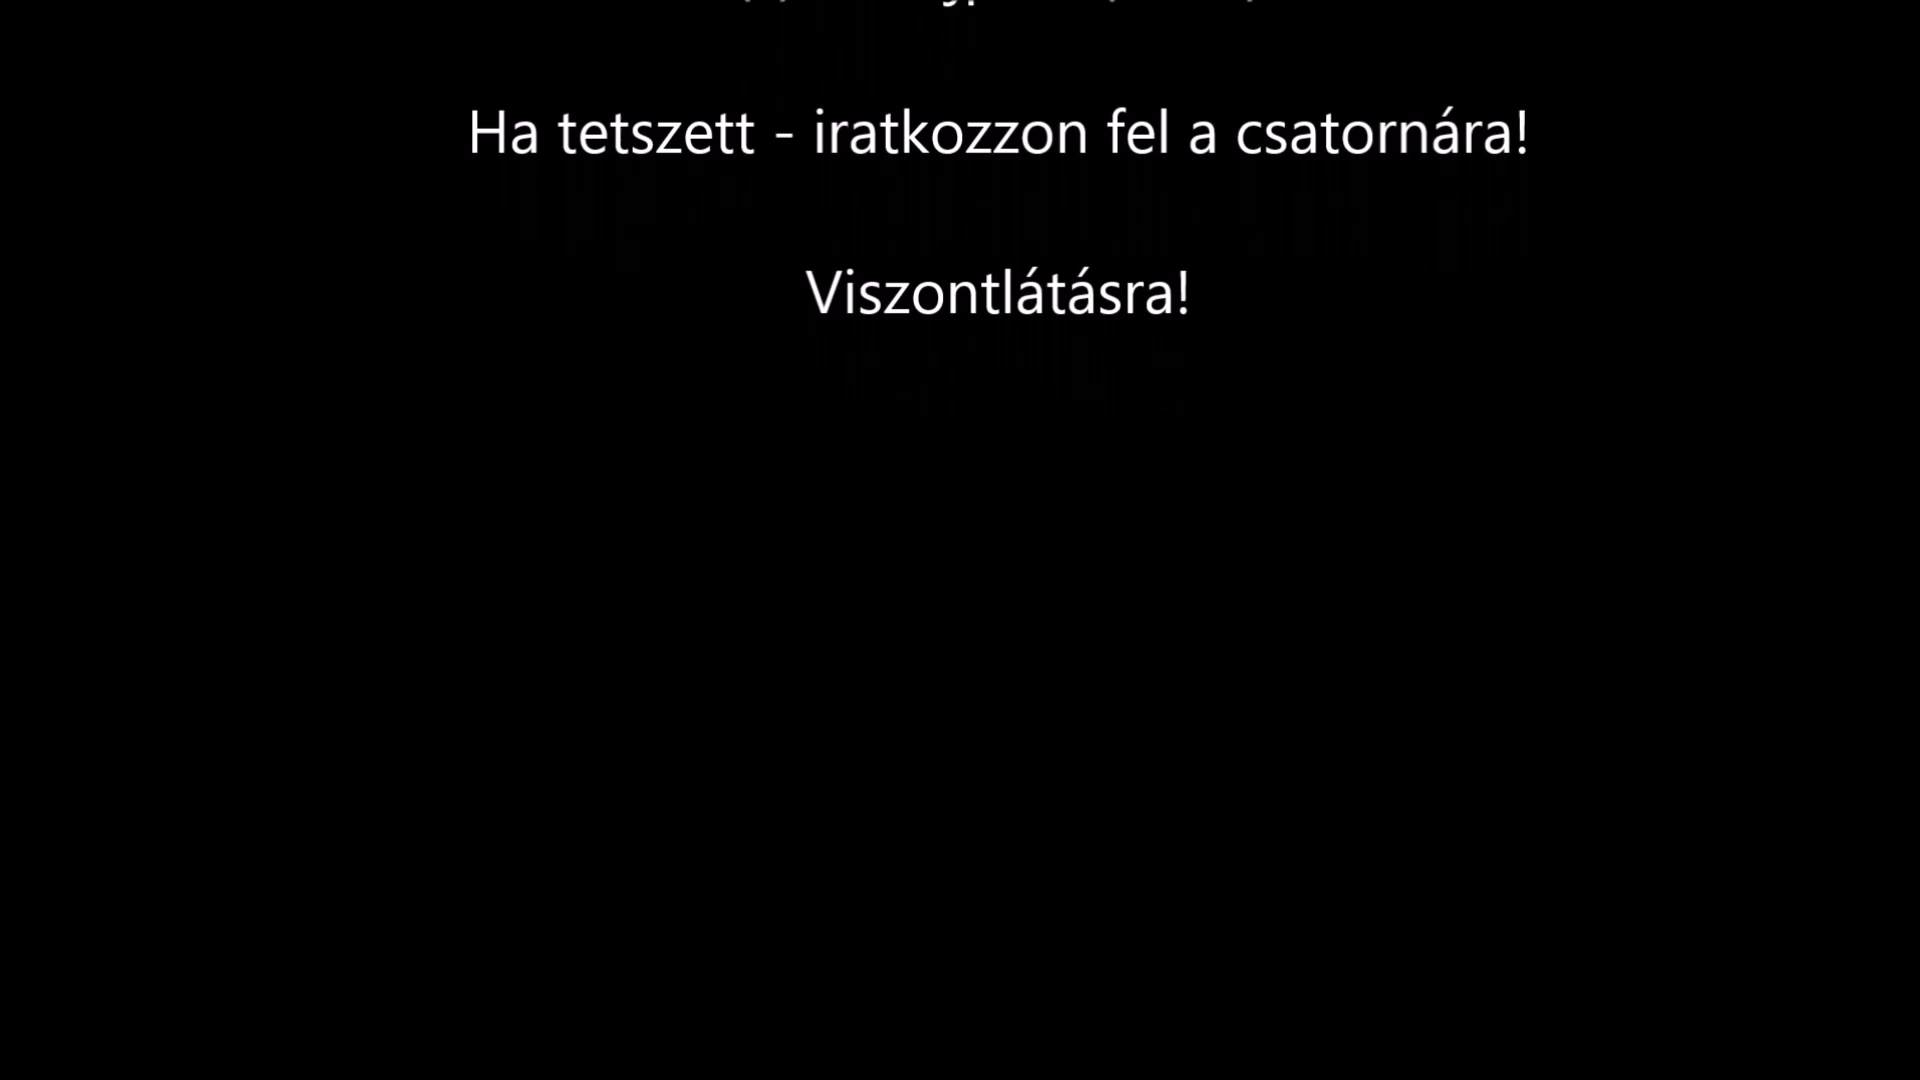 Ha tetszett - iratkozzon fel a csatornára!
Viszontlátásra!